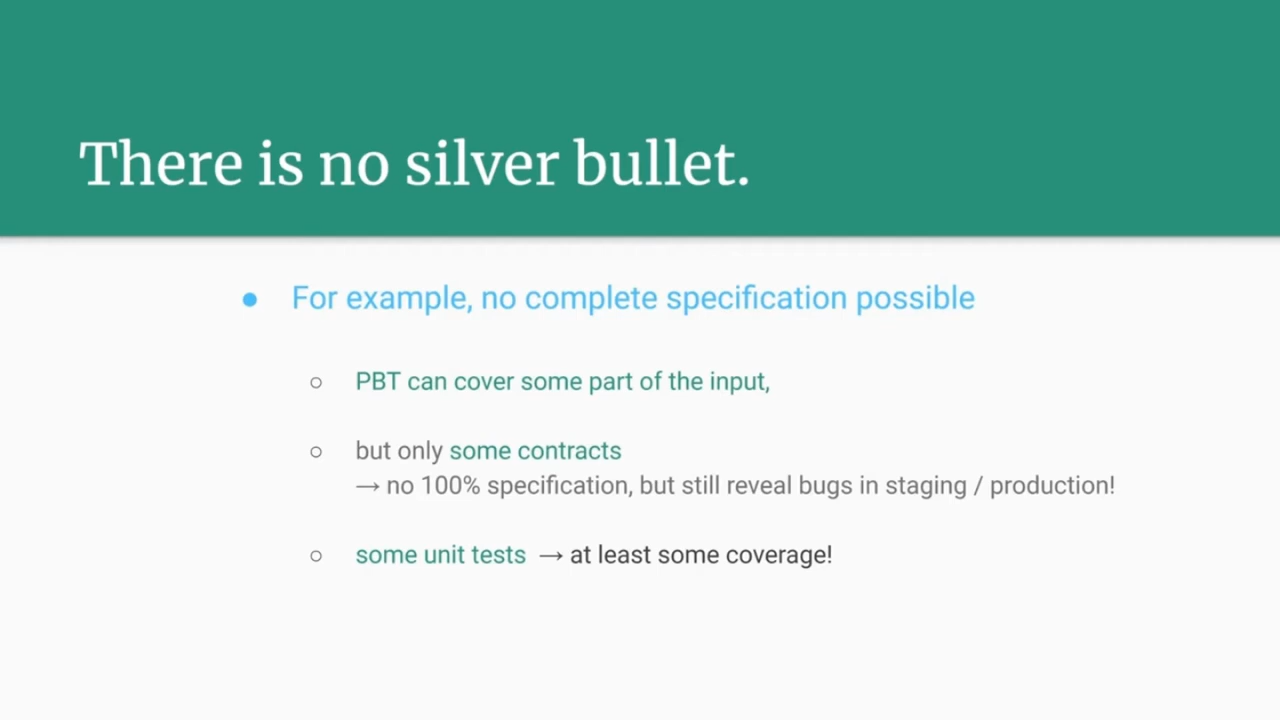 There is no silver bullet.
● For example, no complete specification possible
○ PBT can cover some part of the input,
○ but only some contracts
→ no 100% specification, but still reveal bugs in staging / production!
○ some unit tests → at least some coverage!